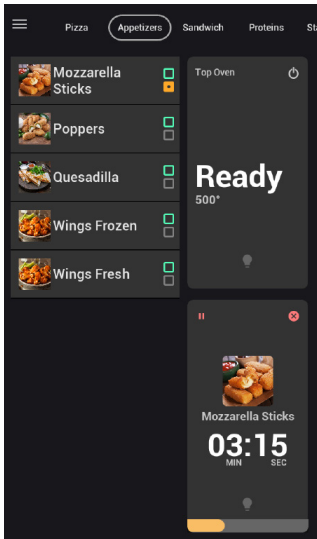 Pizza
Appetizers
Sandwich
Proteins
Mozzarella
Sticks
Poppers
Quesadilla
Wings Frozen
Wings Fresh
Top Oven
Ready
500°
Mozzarella Sticks
03:15
MIN SEC